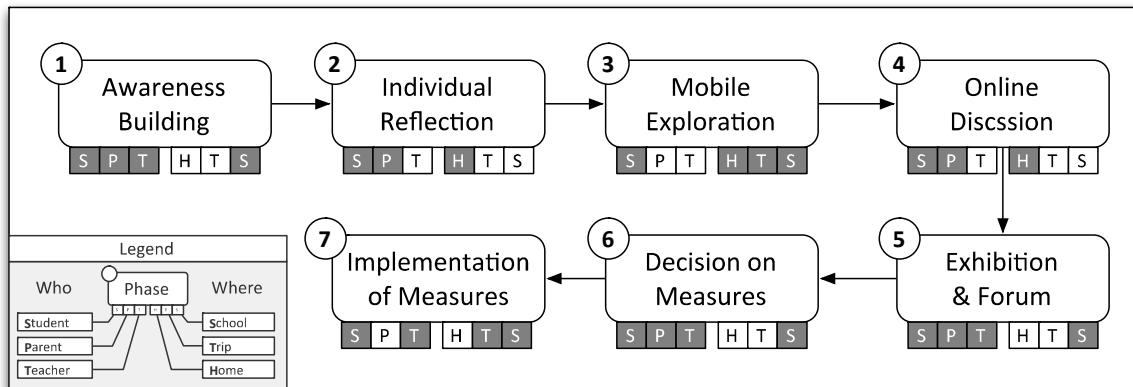 1
Awareness
Building
S P T H T S
2
Individual
Reflection
S P T H T S
3
Mobile
Exploration
S P T H T S
4
Online
Discssion
S P T H T S
7
Implementation
of Measures
S P T H T S
6
Decision on
Measures
S P T H T S
5
Exhibition
& Forum
S P T H T S
Legend
Who
Phase
Where
S P T H T S
Student
School
Parent
Trip
Teacher
Home